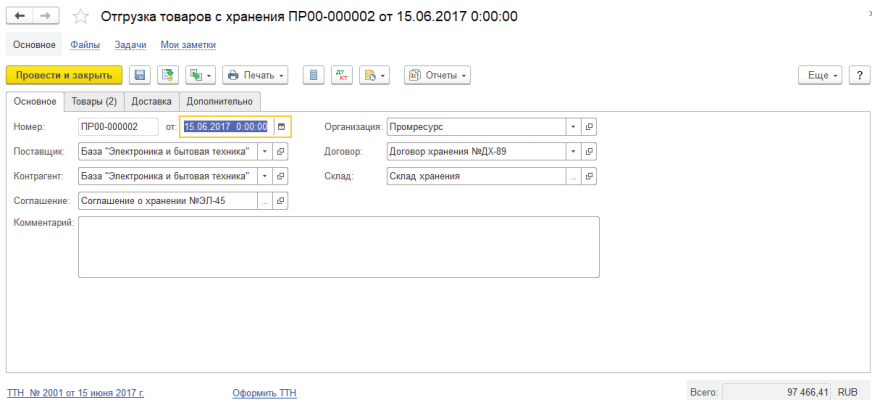 Отгрузка товаров с хранения ПР00-000002 от 15.06.2017 0:00:00
Основное Файлы Задачи Мои заметки
Провести и закрыть Печать Дт Кт Отчеты Еще ?
Основное Товары (2) Доставка Дополнительно
Номер: ПР00-000002 от: 15.06.2017 0:00:00 Организация: Промресурс
Поставщик: База "Электроника и бытовая техника" Договор: Договор хранения №ДХ-89
Контрагент: База "Электроника и бытовая техника" Склад: Склад хранения ...
Соглашение: Соглашение о хранении №ЭЛ-45 ...
Комментарий:
ТТН № 2001 от 15 июня 2017 г. Оформить ТТН Всего: 97 466,41 RUB